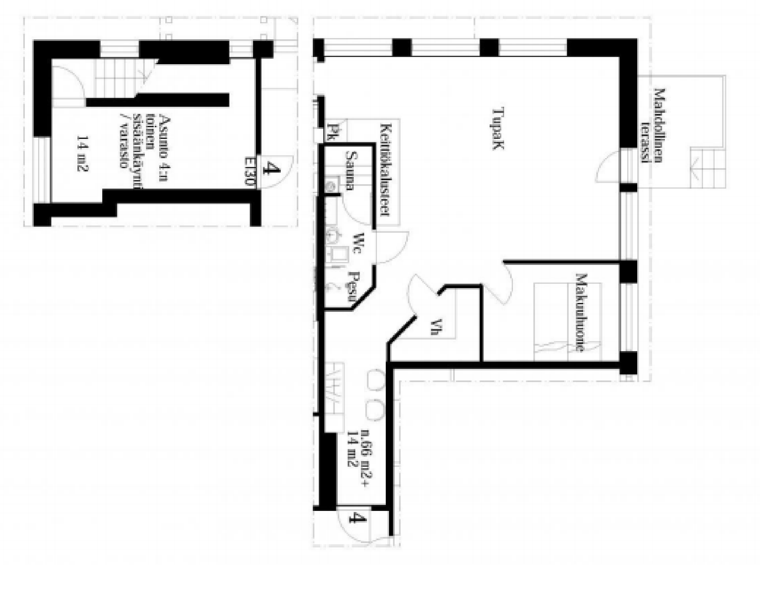 Asunto 4:n
toinen
sisäänkäynti
/ varasto
14 m2
EI30
4
Mahdollinen
terassi
TupaK
Keittiökalusteet
Pk
Sauna
Wc
Pesu
Vh
Makuuhuone
n.66 m2+
14 m2
4